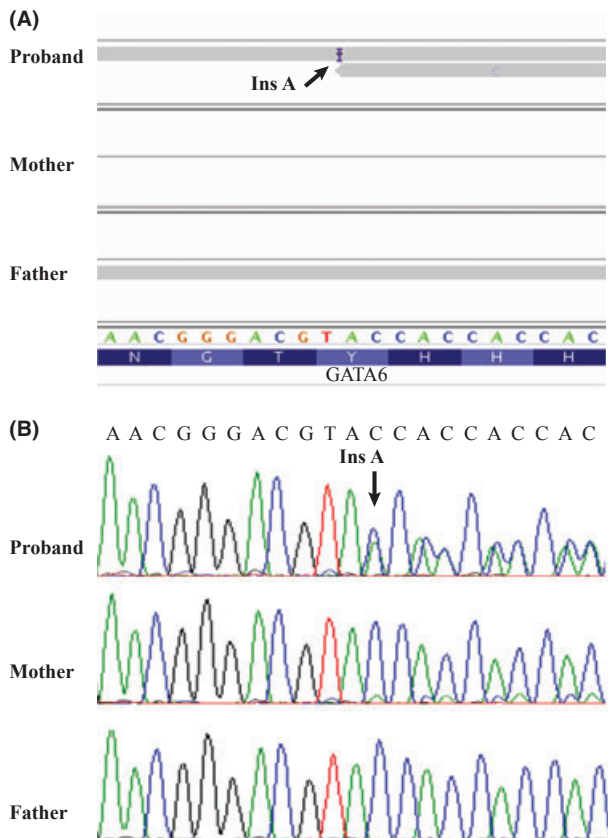 (A)
Proband
Ins A
C
Mother
Father
A A C G G G A C G T A C C A C C A C C A C
N G T Y H H H
GATA6
(B)
A A C G G G A C G T A C C A C C A C C A C
Ins A
Proband
Mother
Father